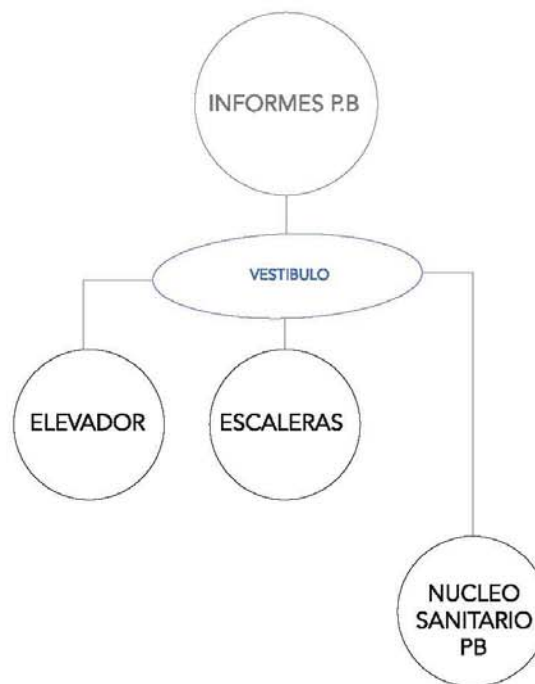 INFORMES P.B
VESTIBULO
ELEVADOR
ESCALERAS
NUCLEO
SANITARIO
PB